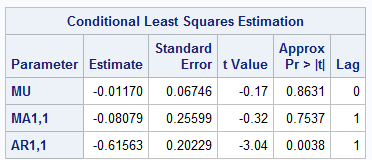 Conditional Least Squares Estimation
Parameter Estimate Standard Error t Value Approx Pr > |t| Lag
MU -0.01170 0.06746 -0.17 0.8631 0
MA1,1 -0.08079 0.25599 -0.32 0.7537 1
AR1,1 -0.61563 0.20229 -3.04 0.0038 1